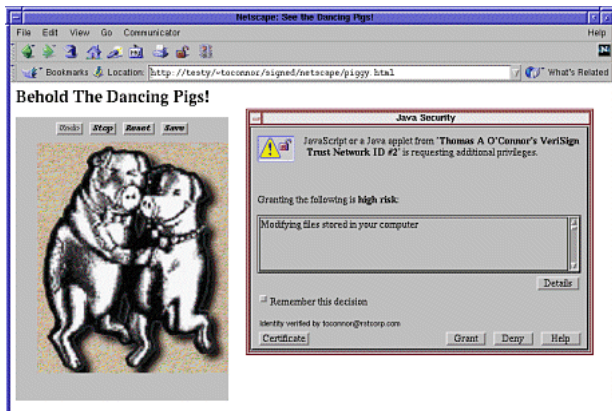 Netscape: See the Dancing Pigs!
File Edit View Go Communicator Help
Bookmarks Location: http://testy/~toconnor/signed/netscape/piggy.html What's Related
Behold The Dancing Pigs!
Undo Stop Reset Save
Java Security
JavaScript or a Java applet from 'Thomas A O'Connor's VeriSign
Trust Network ID #2' is requesting additional privileges.
Granting the following is high risk:
Modifying files stored in your computer
Details
Remember this decision
Identity verified by toconnor@rstcorp.com
Certificate Grant Deny Help